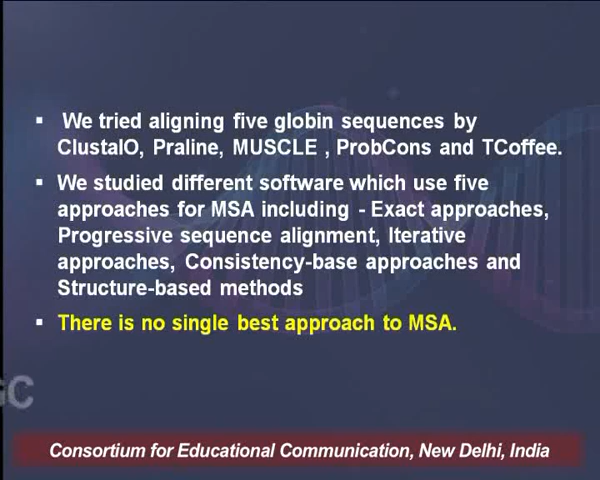 ▪ We tried aligning five globin sequences by
ClustalO, Praline, MUSCLE , ProbCons and TCoffee.
▪ We studied different software which use five
approaches for MSA including - Exact approaches,
Progressive sequence alignment, Iterative
approaches, Consistency-base approaches and
Structure-based methods
▪ There is no single best approach to MSA.
GC
Consortium for Educational Communication, New Delhi, India